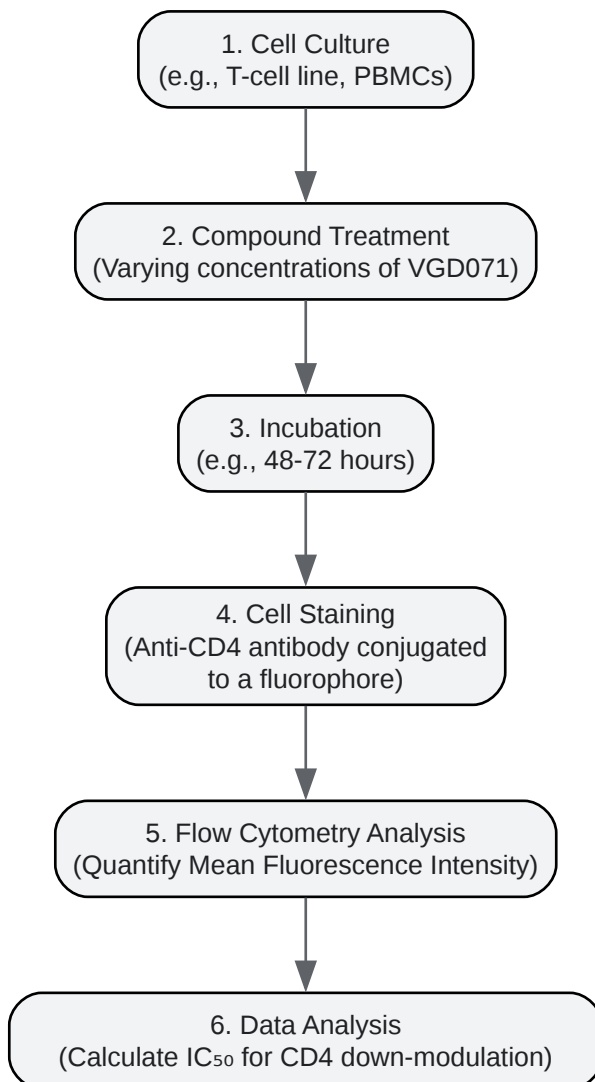 1. Cell Culture
(e.g., T-cell line, PBMCs)
2. Compound Treatment
(Varying concentrations of VGD071)
3. Incubation
(e.g., 48-72 hours)
4. Cell Staining
(Anti-CD4 antibody conjugated
to a fluorophore)
5. Flow Cytometry Analysis
(Quantify Mean Fluorescence Intensity)
6. Data Analysis
(Calculate IC₅₀ for CD4 down-modulation)